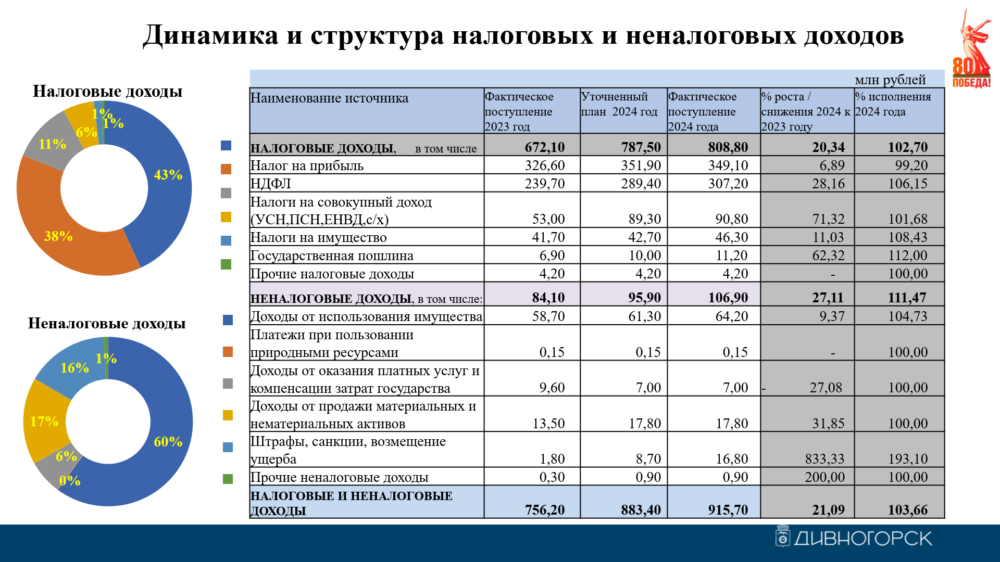 Динамика и структура налоговых и неналоговых доходов
80
ПОБЕДА!
Налоговые доходы
43%
38%
11%
6%
1%
1%
Неналоговые доходы
60%
0%
6%
17%
16%
1%
млн рублей
Наименование источника
Фактическое поступление 2023 год
Уточненный план 2024 год
Фактическое поступление 2024 года
% роста / снижения 2024 к 2023 году
% исполнения 2024 года
НАЛОГОВЫЕ ДОХОДЫ, в том числе 672,10 787,50 808,80 20,34 102,70
Налог на прибыль 326,60 351,90 349,10 6,89 99,20
НДФЛ 239,70 289,40 307,20 28,16 106,15
Налоги на совокупный доход
(УСН,ПСН,ЕНВД,с/х) 53,00 89,30 90,80 71,32 101,68
Налоги на имущество 41,70 42,70 46,30 11,03 108,43
Государственная пошлина 6,90 10,00 11,20 62,32 112,00
Прочие налоговые доходы 4,20 4,20 4,20 - 100,00
НЕНАЛОГОВЫЕ ДОХОДЫ, в том числе: 84,10 95,90 106,90 27,11 111,47
Доходы от использования имущества 58,70 61,30 64,20 9,37 104,73
Платежи при пользовании
природными ресурсами 0,15 0,15 0,15 - 100,00
Доходы от оказания платных услуг и
компенсации затрат государства 9,60 7,00 7,00 - 27,08 100,00
Доходы от продажи материальных и
нематериальных активов 13,50 17,80 17,80 31,85 100,00
Штрафы, санкции, возмещение
ущерба 1,80 8,70 16,80 833,33 193,10
Прочие неналоговые доходы 0,30 0,90 0,90 200,00 100,00
НАЛОГОВЫЕ И НЕНАЛОГОВЫЕ
ДОХОДЫ 756,20 883,40 915,70 21,09 103,66
ДИВНОГОРСК